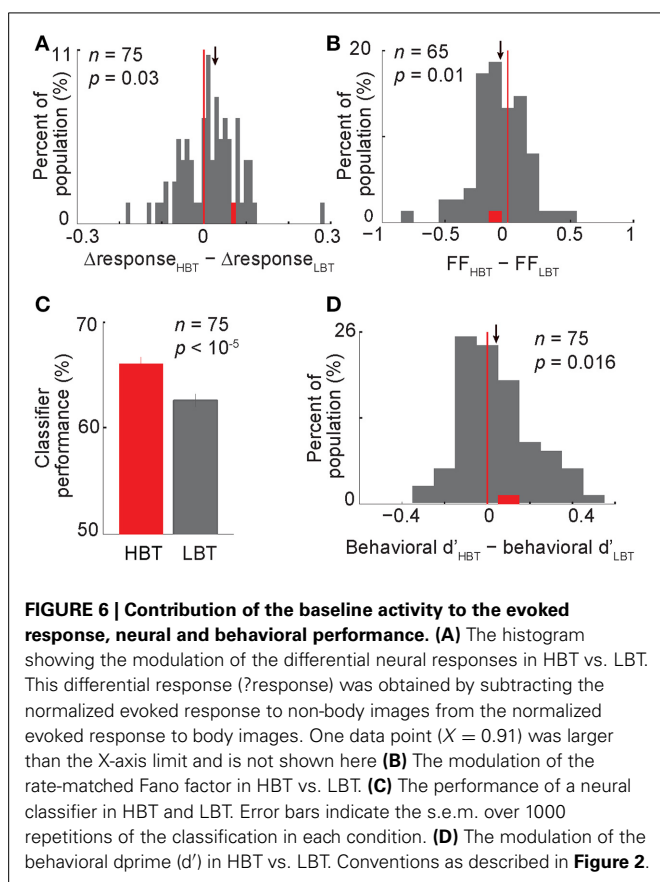 A
11
n = 75
p = 0.03
Percent of
population (%)
0
-0.3
0
0.3
ΔresponseHBT – ΔresponseLBT
B
20
n = 65
p = 0.01
Percent of
population (%)
0
−1
-0.5
0
0.5
1
FFHBT – FFLBT
C
70
n = 75
p < 10-5
Classifier
performance (%)
60
50
HBT
LBT
D
26
n = 75
p = 0.016
Percent of
population (%)
0
−0.4
0
0.4
Behavioral d'HBT – behavioral d'LBT
FIGURE 6 | Contribution of the baseline activity to the evoked
response, neural and behavioral performance. (A) The histogram
showing the modulation of the differential neural responses in HBT vs. LBT.
This differential response (?response) was obtained by subtracting the
normalized evoked response to non-body images from the normalized
evoked response to body images. One data point (X = 0.91) was larger
than the X-axis limit and is not shown here (B) The modulation of the
rate-matched Fano factor in HBT vs. LBT. (C) The performance of a neural
classifier in HBT and LBT. Error bars indicate the s.e.m. over 1000
repetitions of the classification in each condition. (D) The modulation of the
behavioral dprime (d′) in HBT vs. LBT. Conventions as described in Figure 2.